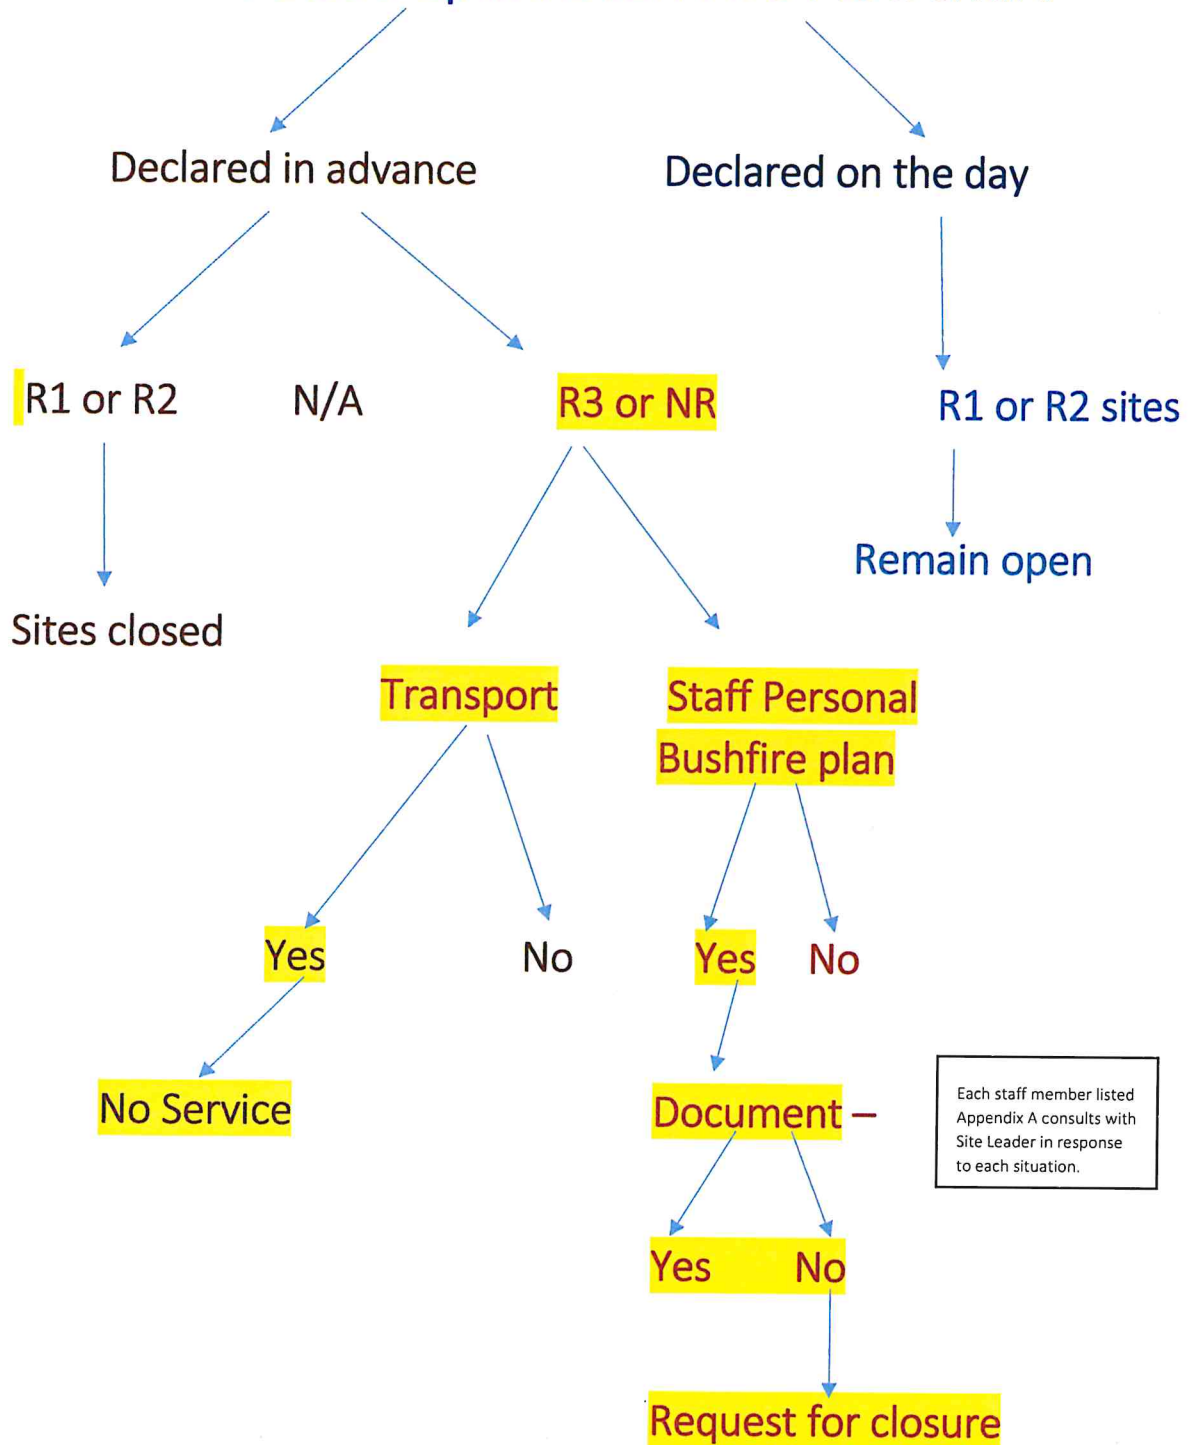 Declared in advance
Declared on the day
R1 or R2
N/A
R3 or NR
R1 or R2 sites
Remain open
Sites closed
Transport
Staff Personal
Bushfire plan
Yes
No
Yes
No
No Service
Document –
Each staff member listed
Appendix A consults with
Site Leader in response
to each situation.
Yes
No
Request for closure